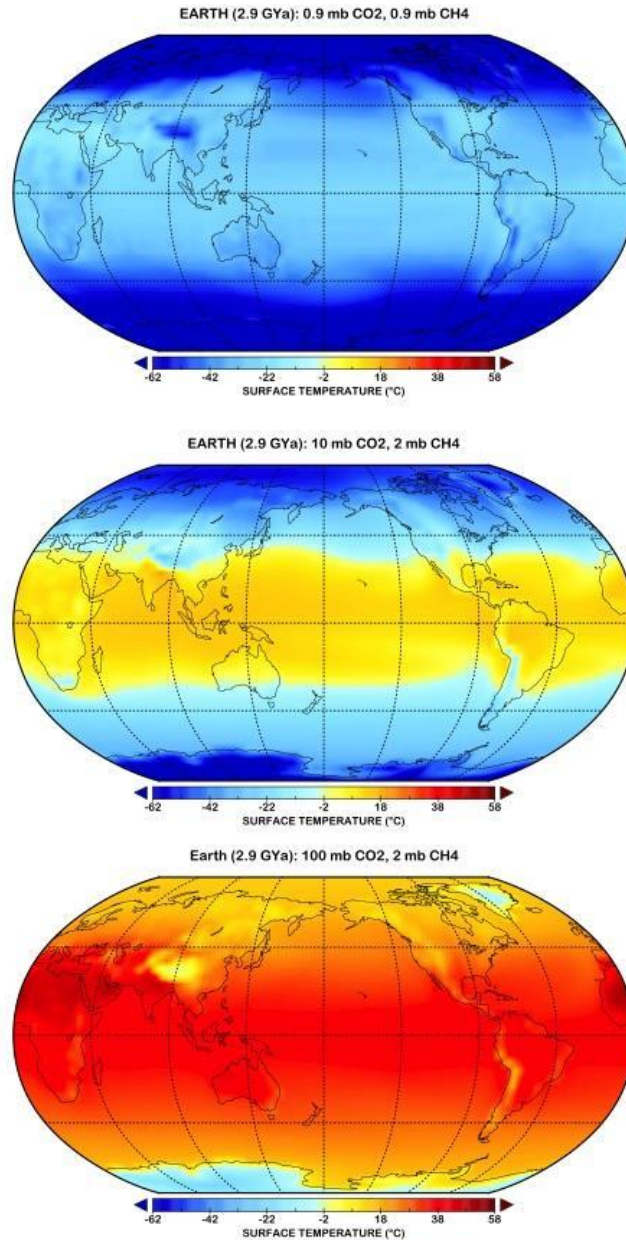 EARTH (2.9 GYa): 0.9 mb CO2, 0.9 mb CH4
-62 -42 -22 -2 18 38 58
SURFACE TEMPERATURE (°C)
EARTH (2.9 GYa): 10 mb CO2, 2 mb CH4
-62 -42 -22 -2 18 38 58
SURFACE TEMPERATURE (°C)
Earth (2.9 GYa): 100 mb CO2, 2 mb CH4
-62 -42 -22 -2 18 38 58
SURFACE TEMPERATURE (°C)